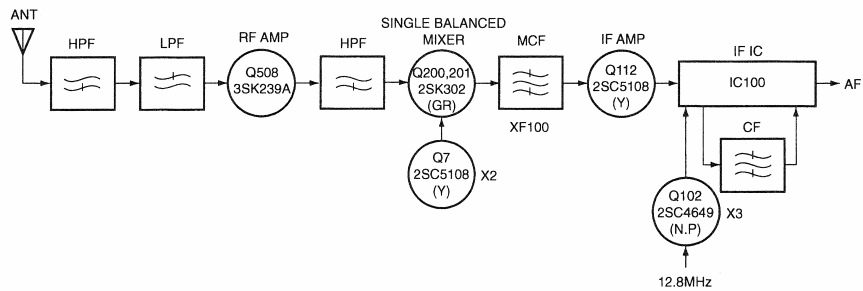 ANT
HPF
LPF
RF AMP
Q508
3SK239A
HPF
SINGLE BALANCED
MIXER
Q200,201
2SK302
(GR)
Q7
2SC5108
(Y)
X2
MCF
XF100
IF AMP
Q112
2SC5108
(Y)
IF IC
IC100
AF
CF
Q102
2SC4649
(N.P)
X3
12.8MHz